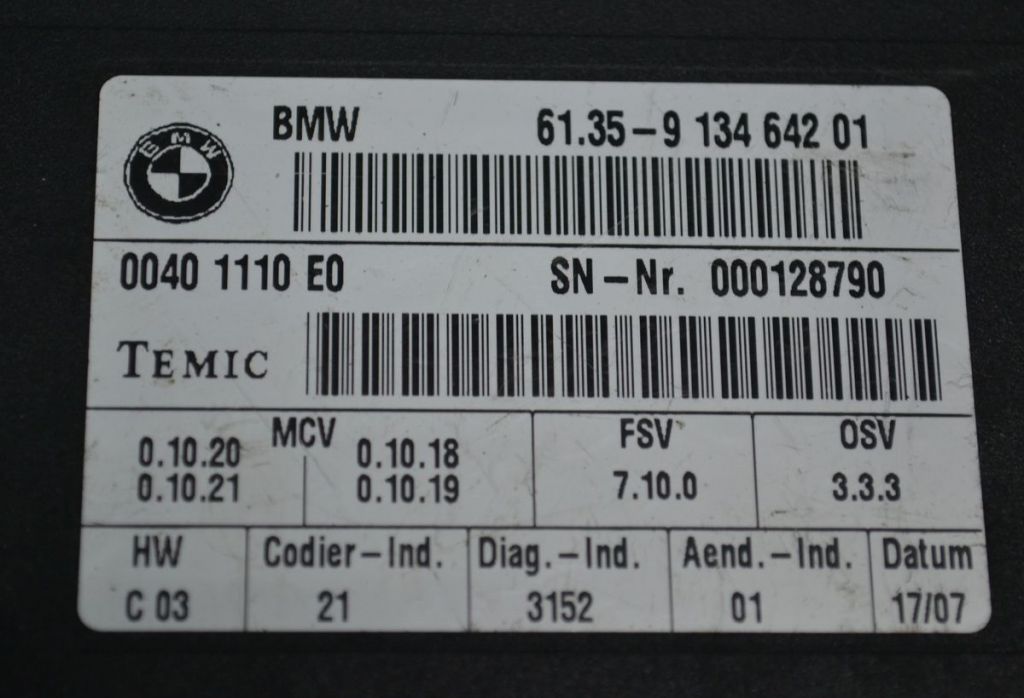 BMW 61.35-9 134 642 01
BMW
0040 1110 E0 SN-Nr. 000128790
TEMIC
MCV FSV OSV
0.10.20 0.10.18 7.10.0 3.3.3
0.10.21 0.10.19
HW Codier-Ind. Diag.-Ind. Aend.-Ind. Datum
C 03 21 3152 01 17/07